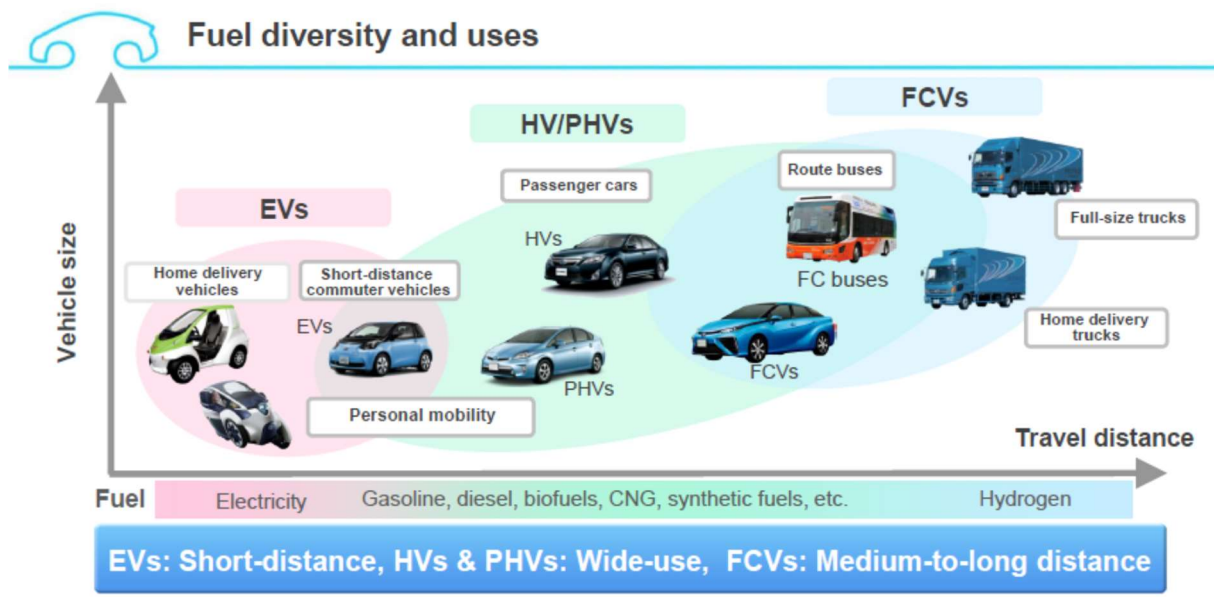 Fuel diversity and uses
FCVs
HV/PHVs
EVs
Vehicle size
Passenger cars
Route buses
Full-size trucks
HVs
FC buses
Home delivery
vehicles
Short-distance
commuter vehicles
EVs
Home delivery
trucks
FCVs
PHVs
Personal mobility
Travel distance
Fuel
Electricity
Gasoline, diesel, biofuels, CNG, synthetic fuels, etc.
Hydrogen
EVs: Short-distance, HVs & PHVs: Wide-use, FCVs: Medium-to-long distance